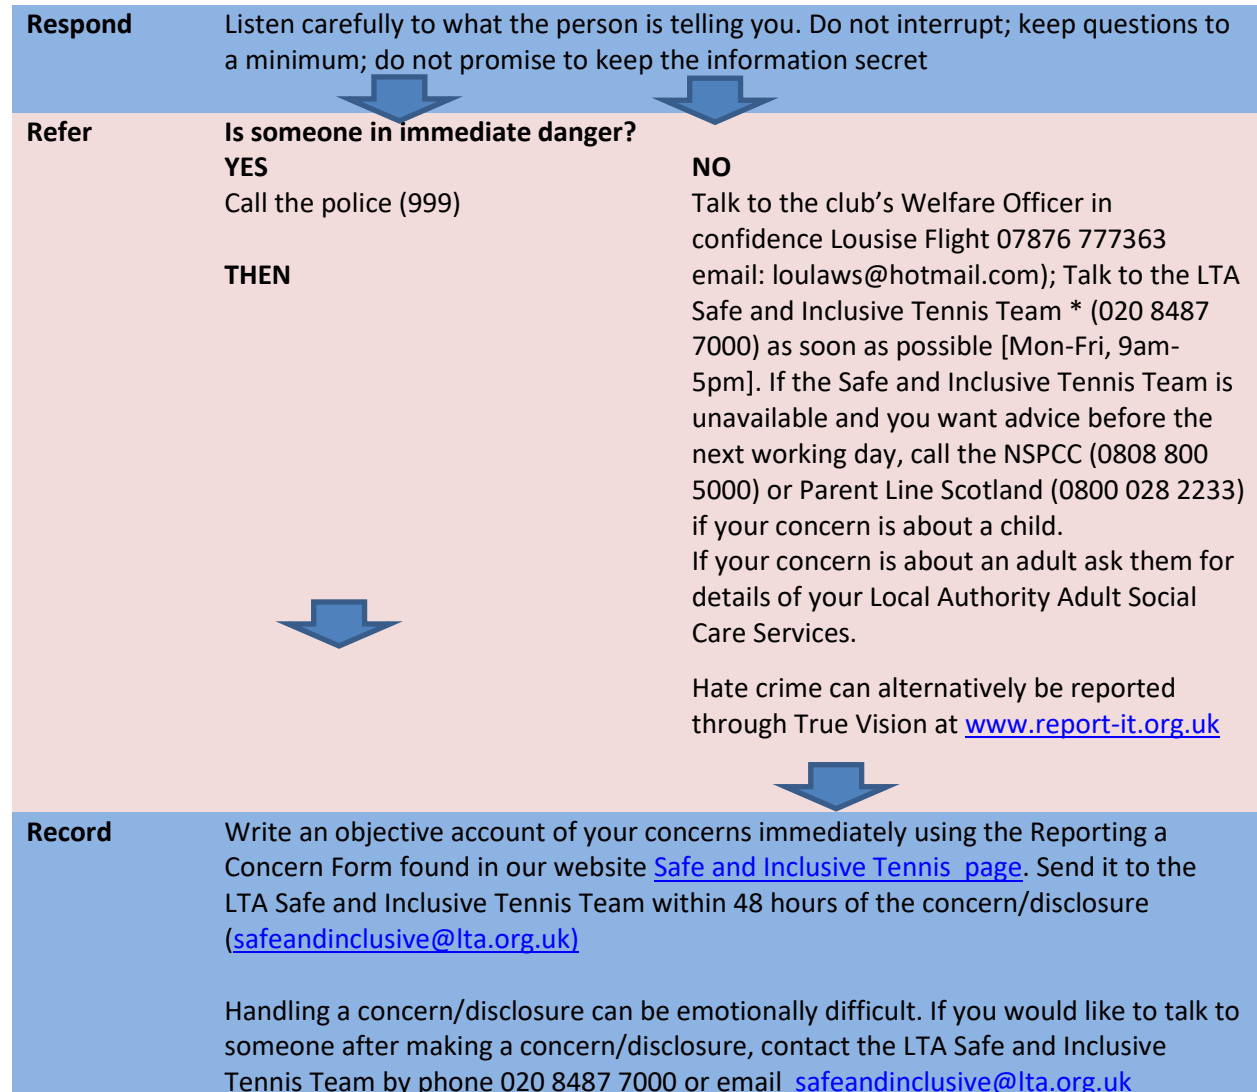 Respond
Listen carefully to what the person is telling you. Do not interrupt; keep questions to
a minimum; do not promise to keep the information secret
Refer
Is someone in immediate danger?
YES
Call the police (999)
THEN
NO
Talk to the club's Welfare Officer in
confidence Lousise Flight 07876 777363
email: loulaws@hotmail.com); Talk to the LTA
Safe and Inclusive Tennis Team * (020 8487
7000) as soon as possible [Mon-Fri, 9am-
5pm]. If the Safe and Inclusive Tennis Team is
unavailable and you want advice before the
next working day, call the NSPCC (0808 800
5000) or Parent Line Scotland (0800 028 2233)
if your concern is about a child.
If your concern is about an adult ask them for
details of your Local Authority Adult Social
Care Services.
Hate crime can alternatively be reported
through True Vision at www.report-it.org.uk
Record
Write an objective account of your concerns immediately using the Reporting a
Concern Form found in our website Safe and Inclusive Tennis  page. Send it to the
LTA Safe and Inclusive Tennis Team within 48 hours of the concern/disclosure
(safeandinclusive@lta.org.uk)
Handling a concern/disclosure can be emotionally difficult. If you would like to talk to
someone after making a concern/disclosure, contact the LTA Safe and Inclusive
Tennis Team by phone 020 8487 7000 or email  safeandinclusive@lta.org.uk